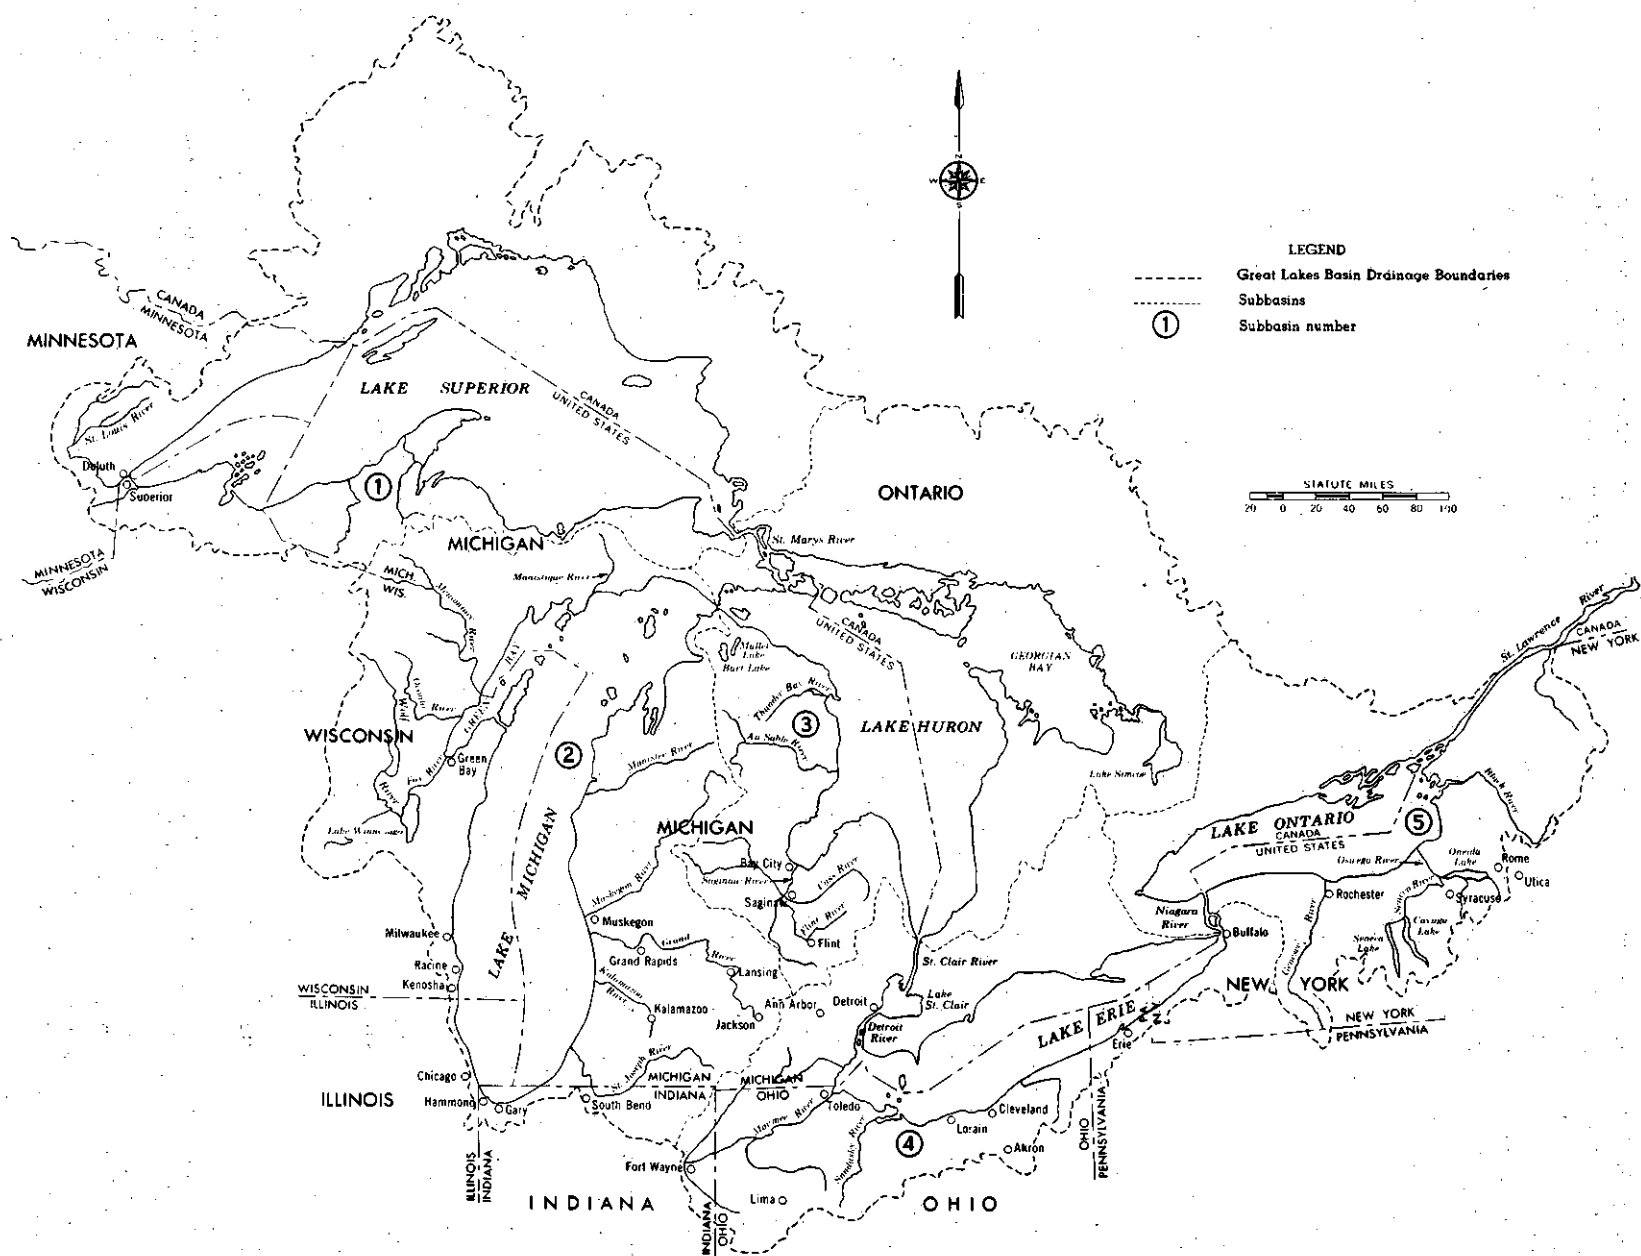 N
W
E
S
LEGEND
Great Lakes Basin Drainage Boundaries
Subbasins
1
Subbasin number
CANADA
MINNESOTA
MINNESOTA
LAKE SUPERIOR
CANADA
UNITED STATES
St. Louis River
Duluth
Superior
1
ONTARIO
STATUTE MILES
20 0 20 40 60 80 100
MICHIGAN
St. Marys River
MINNESOTA
WISCONSIN
MICH.
WIS.
Manistique River
Menominee River
CANADA
UNITED STATES
GEORGIAN
BAY
Mullet
Lake
Burt Lake
St. Lawrence River
CANADA
NEW YORK
GREEN BAY
Wolf
River
Thunder Bay River
3
LAKE HURON
WISCONSIN
2
Au Sable River
Manistee River
Green
Bay
Fox River
River
Lake Simcoe
Black River
Lake Winnebago
MICHIGAN
LAKE ONTARIO
CANADA
UNITED STATES
5
Oswego River
Oneida
Lake
Rome
Utica
Bay City
Saginaw River
Cass River
Saginaw
Flint River
Flint
Muskegon River
Muskegon
LAKE MICHIGAN
Rochester
Seneca River
Syracuse
Niagara
River
Buffalo
Cayuga
Lake
Seneca
Lake
Genesee River
Milwaukee
Grand River
Grand Rapids
Lansing
St. Clair River
Racine
Kenosha
WISCONSIN
ILLINOIS
Kalamazoo
River
Kalamazoo
Jackson
Ann Arbor
Detroit
Lake
St. Clair
Detroit
River
NEW YORK
NEW YORK
PENNSYLVANIA
LAKE ERIE
Erie
Chicago
Hammond
Gary
ILLINOIS
St. Joseph River
MICHIGAN
INDIANA
MICHIGAN
OHIO
South Bend
Maumee River
Toledo
Sandusky River
4
Lorain
Cleveland
Akron
OHIO
PENNSYLVANIA
Fort Wayne
Lima
ILLINOIS
INDIANA
INDIANA
INDIANA
OHIO
OHIO